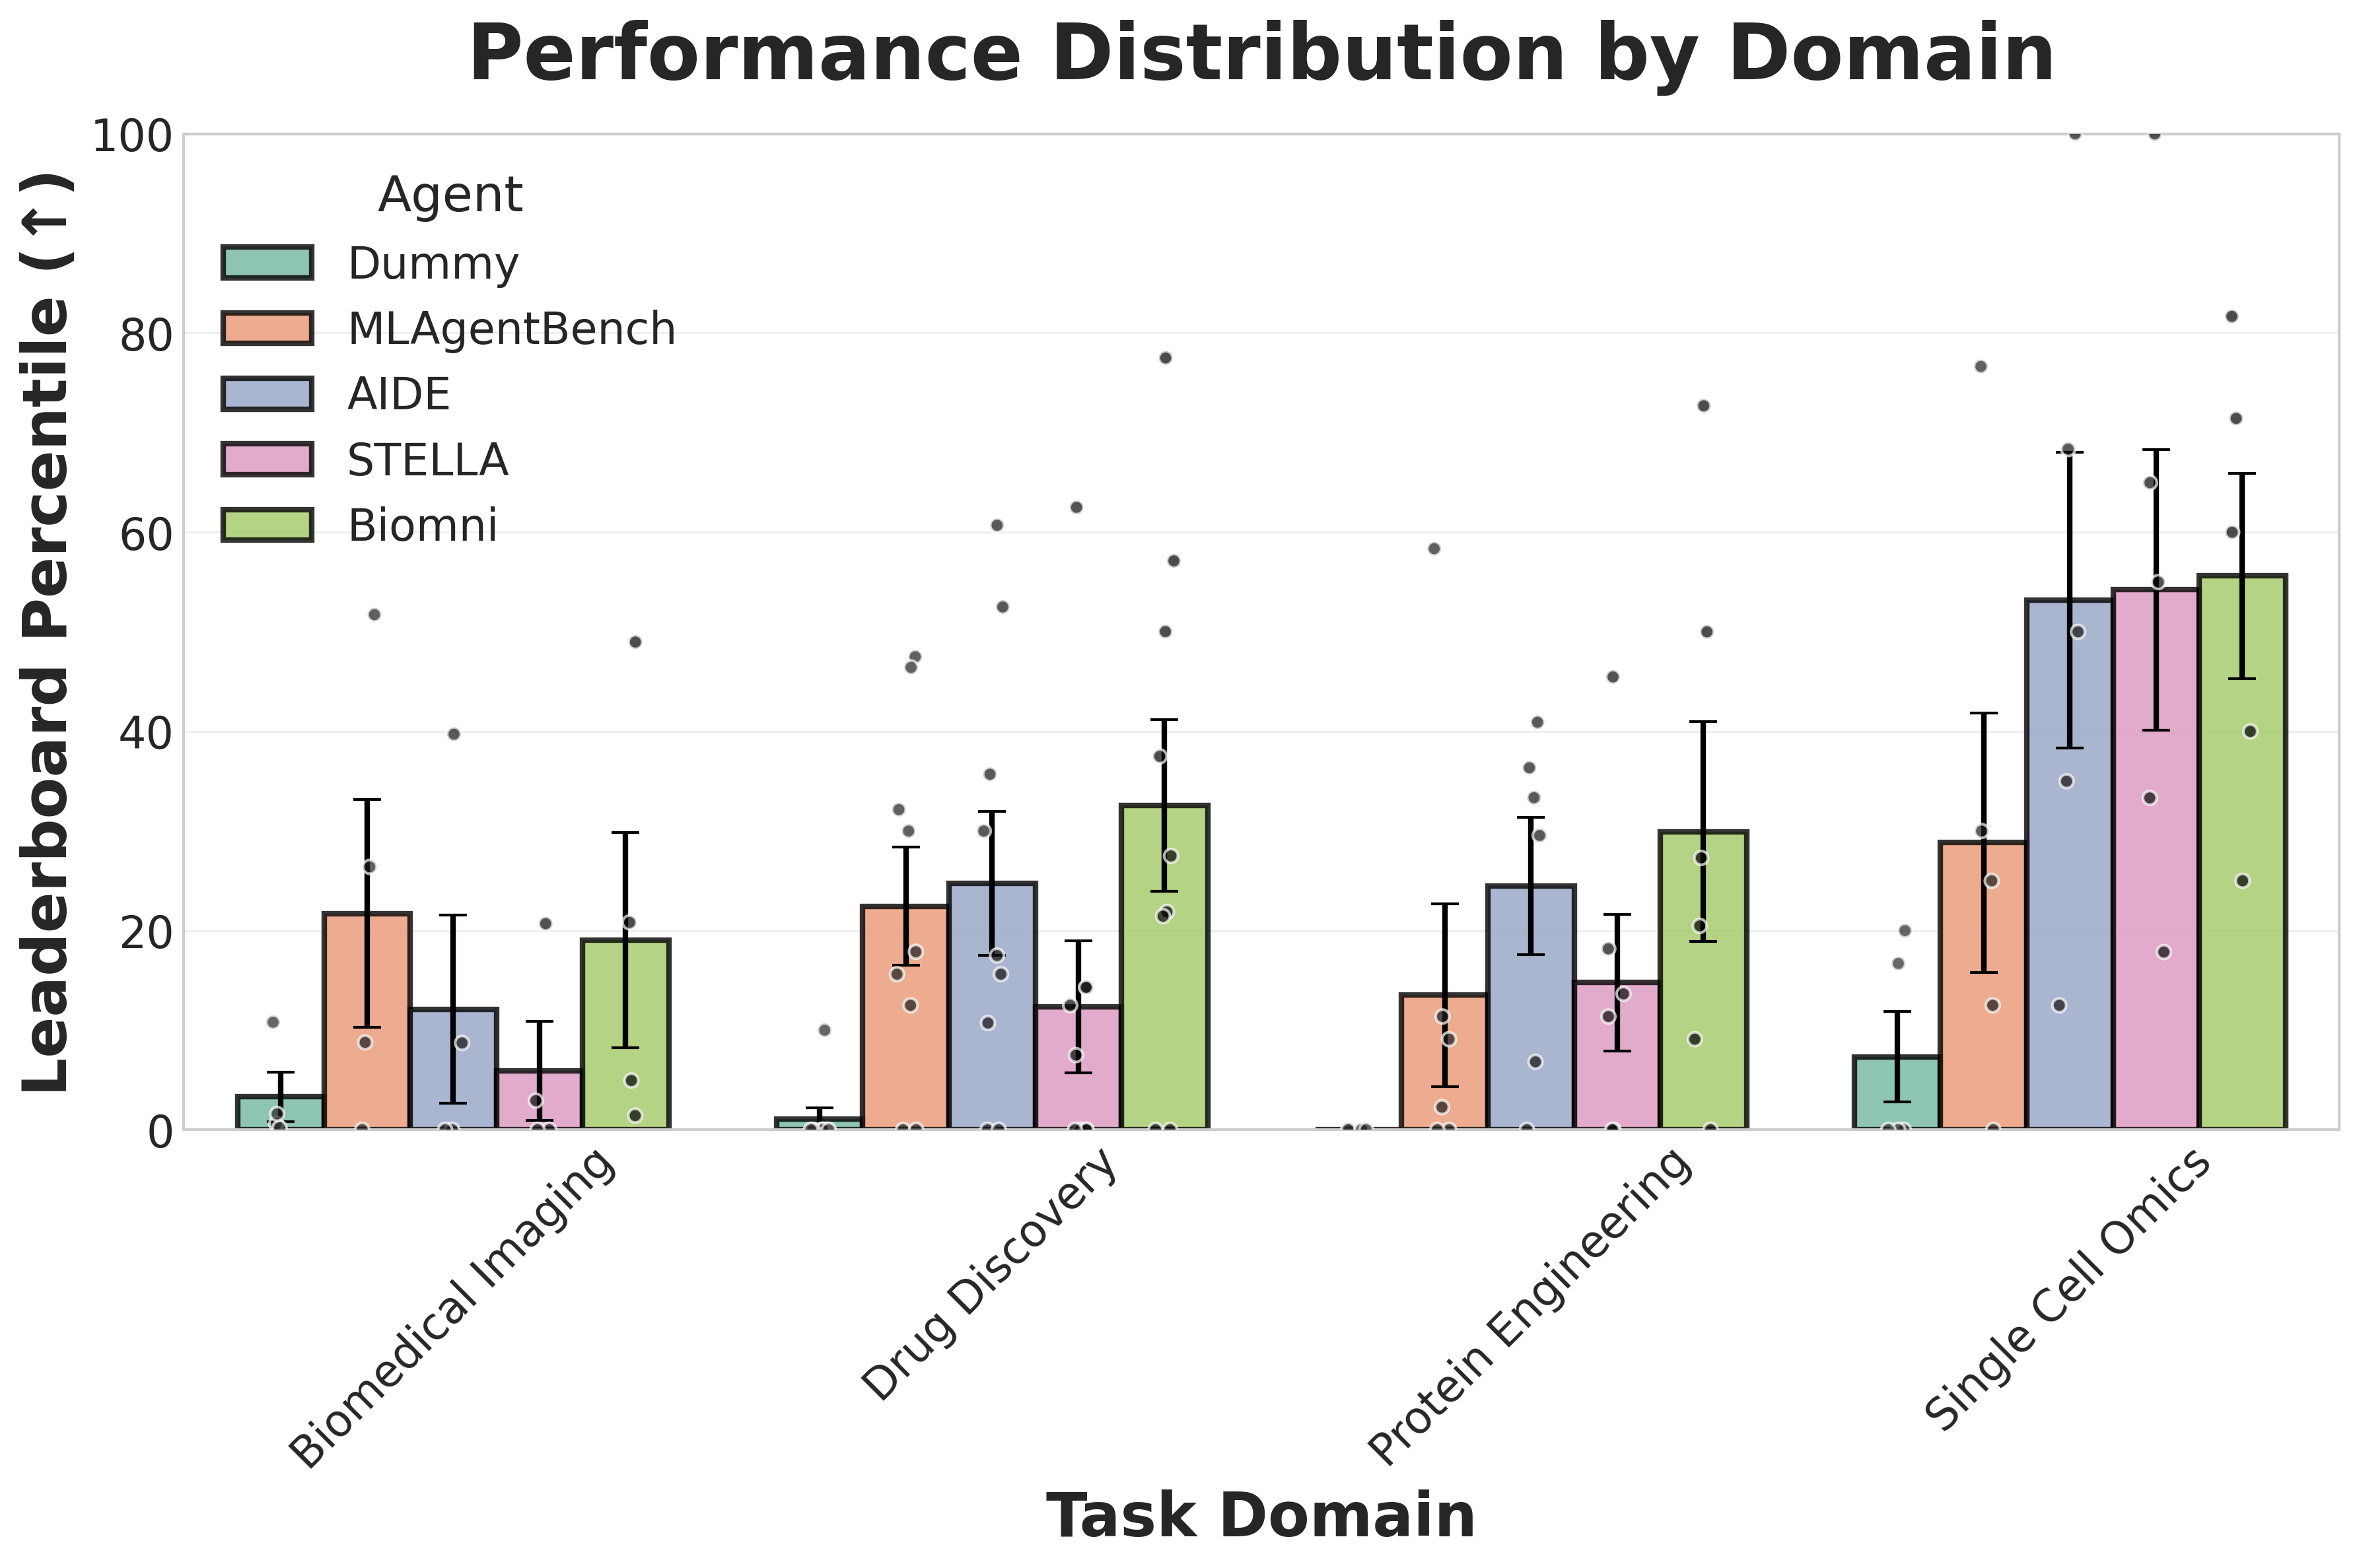 Performance Distribution by Domain
Leaderboard Percentile (↑)
100
80
60
40
20
0
Agent
Dummy
MLAgentBench
AIDE
STELLA
Biomni
Biomedical Imaging
Drug Discovery
Protein Engineering
Single Cell Omics
Task Domain